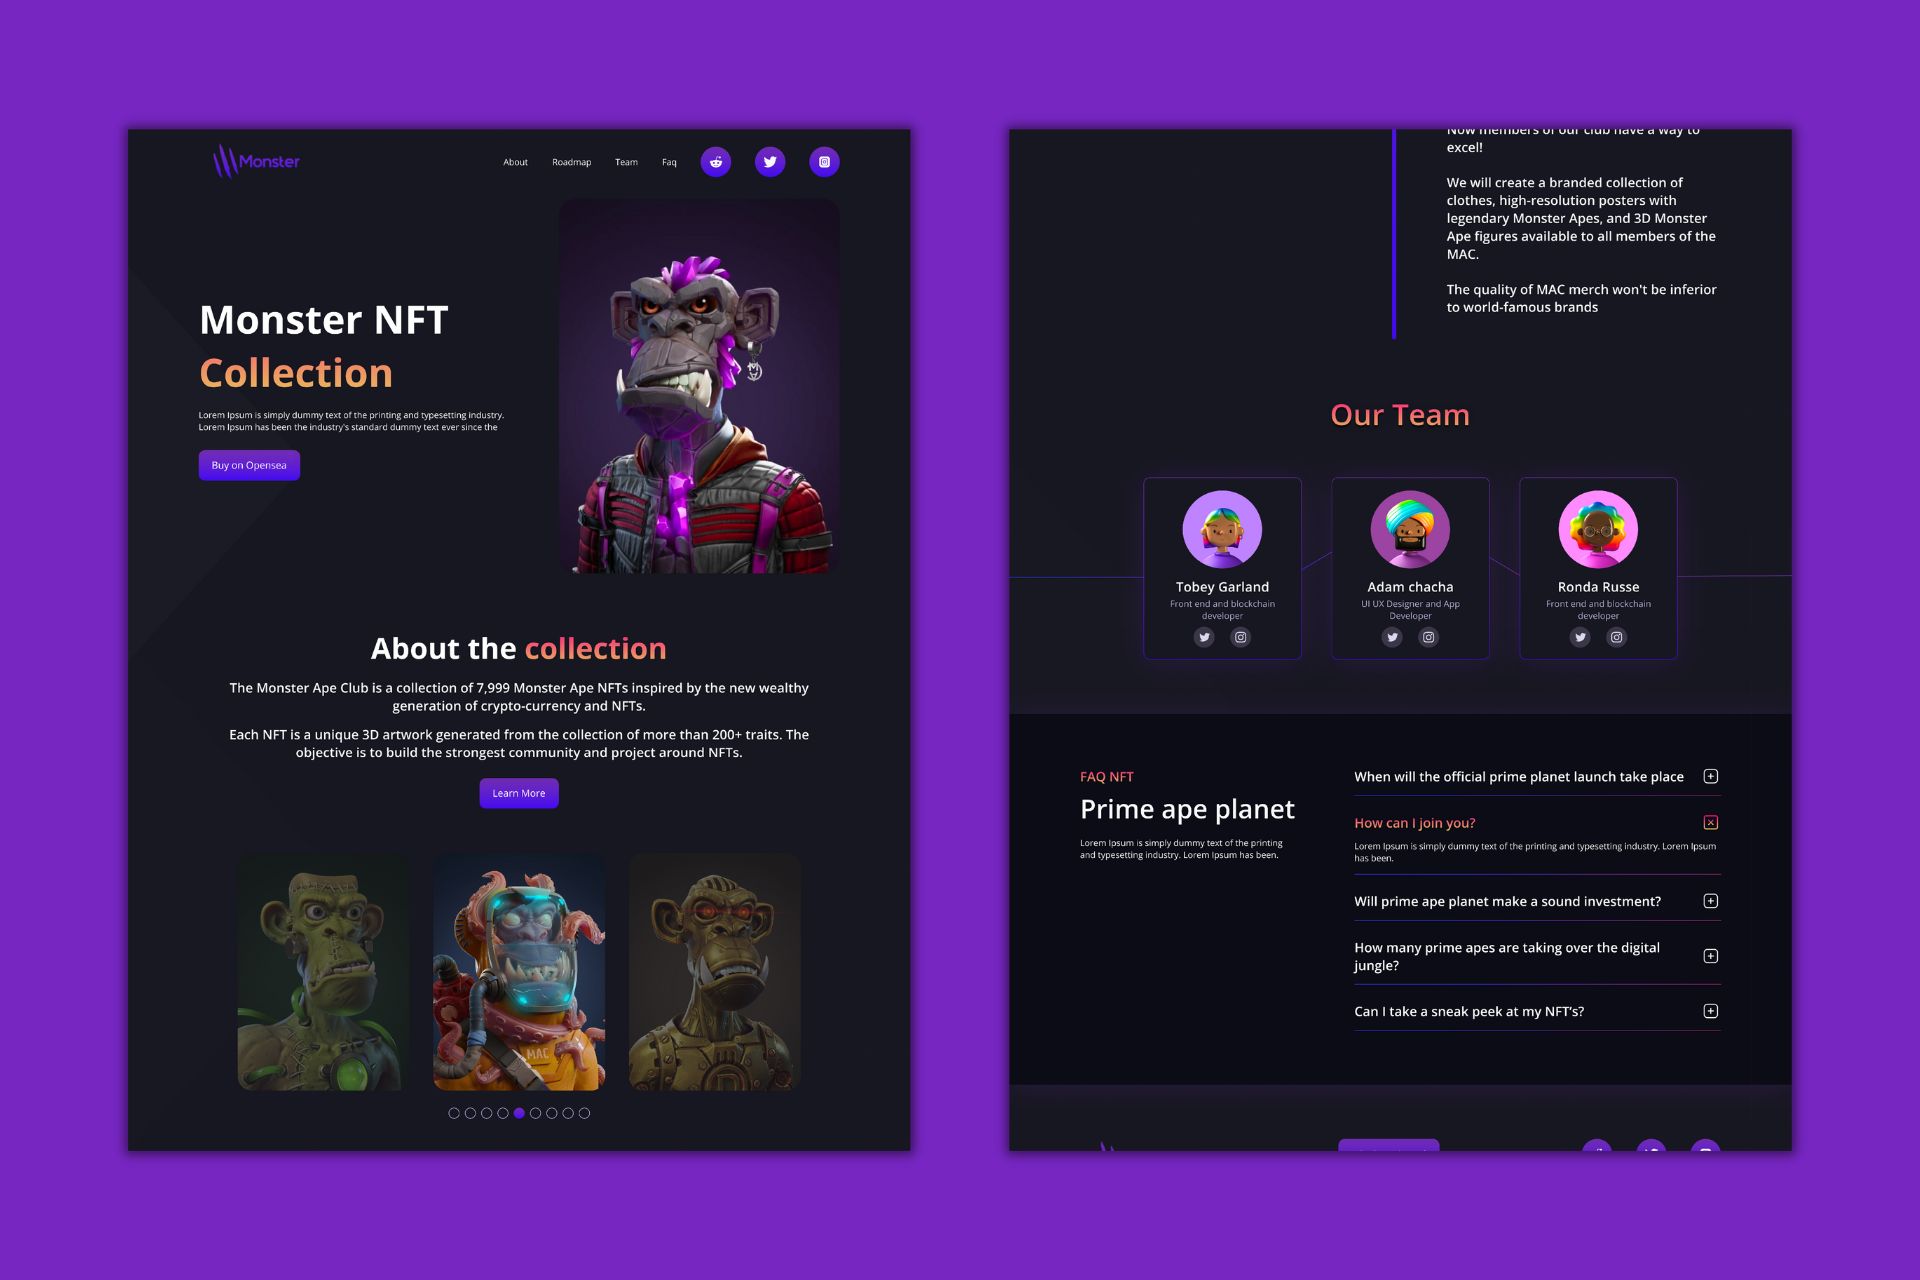 Monster
About
Roadmap
Team
Faq
Monster NFT
Collection
Lorem Ipsum is simply dummy text of the printing and typesetting industry.
Lorem Ipsum has been the industry's standard dummy text ever since the
Buy on Opensea
About the collection
The Monster Ape Club is a collection of 7,999 Monster Ape NFTs inspired by the new wealthy
generation of crypto-currency and NFTs.
Each NFT is a unique 3D artwork generated from the collection of more than 200+ traits. The
objective is to build the strongest community and project around NFTs.
Learn More
MAC
Now members of our club have a way to
excel!
We will create a branded collection of
clothes, high-resolution posters with
legendary Monster Apes, and 3D Monster
Ape figures available to all members of the
MAC.
The quality of MAC merch won't be inferior
to world-famous brands
Our Team
Tobey Garland
Front end and blockchain
developer
Adam chacha
UI UX Designer and App
Developer
Ronda Russe
Front end and blockchain
developer
FAQ NFT
Prime ape planet
Lorem Ipsum is simply dummy text of the printing
and typesetting industry. Lorem Ipsum has been.
When will the official prime planet launch take place
How can I join you?
Lorem Ipsum is simply dummy text of the printing and typesetting industry. Lorem Ipsum
has been.
Will prime ape planet make a sound investment?
How many prime apes are taking over the digital
jungle?
Can I take a sneak peek at my NFT's?